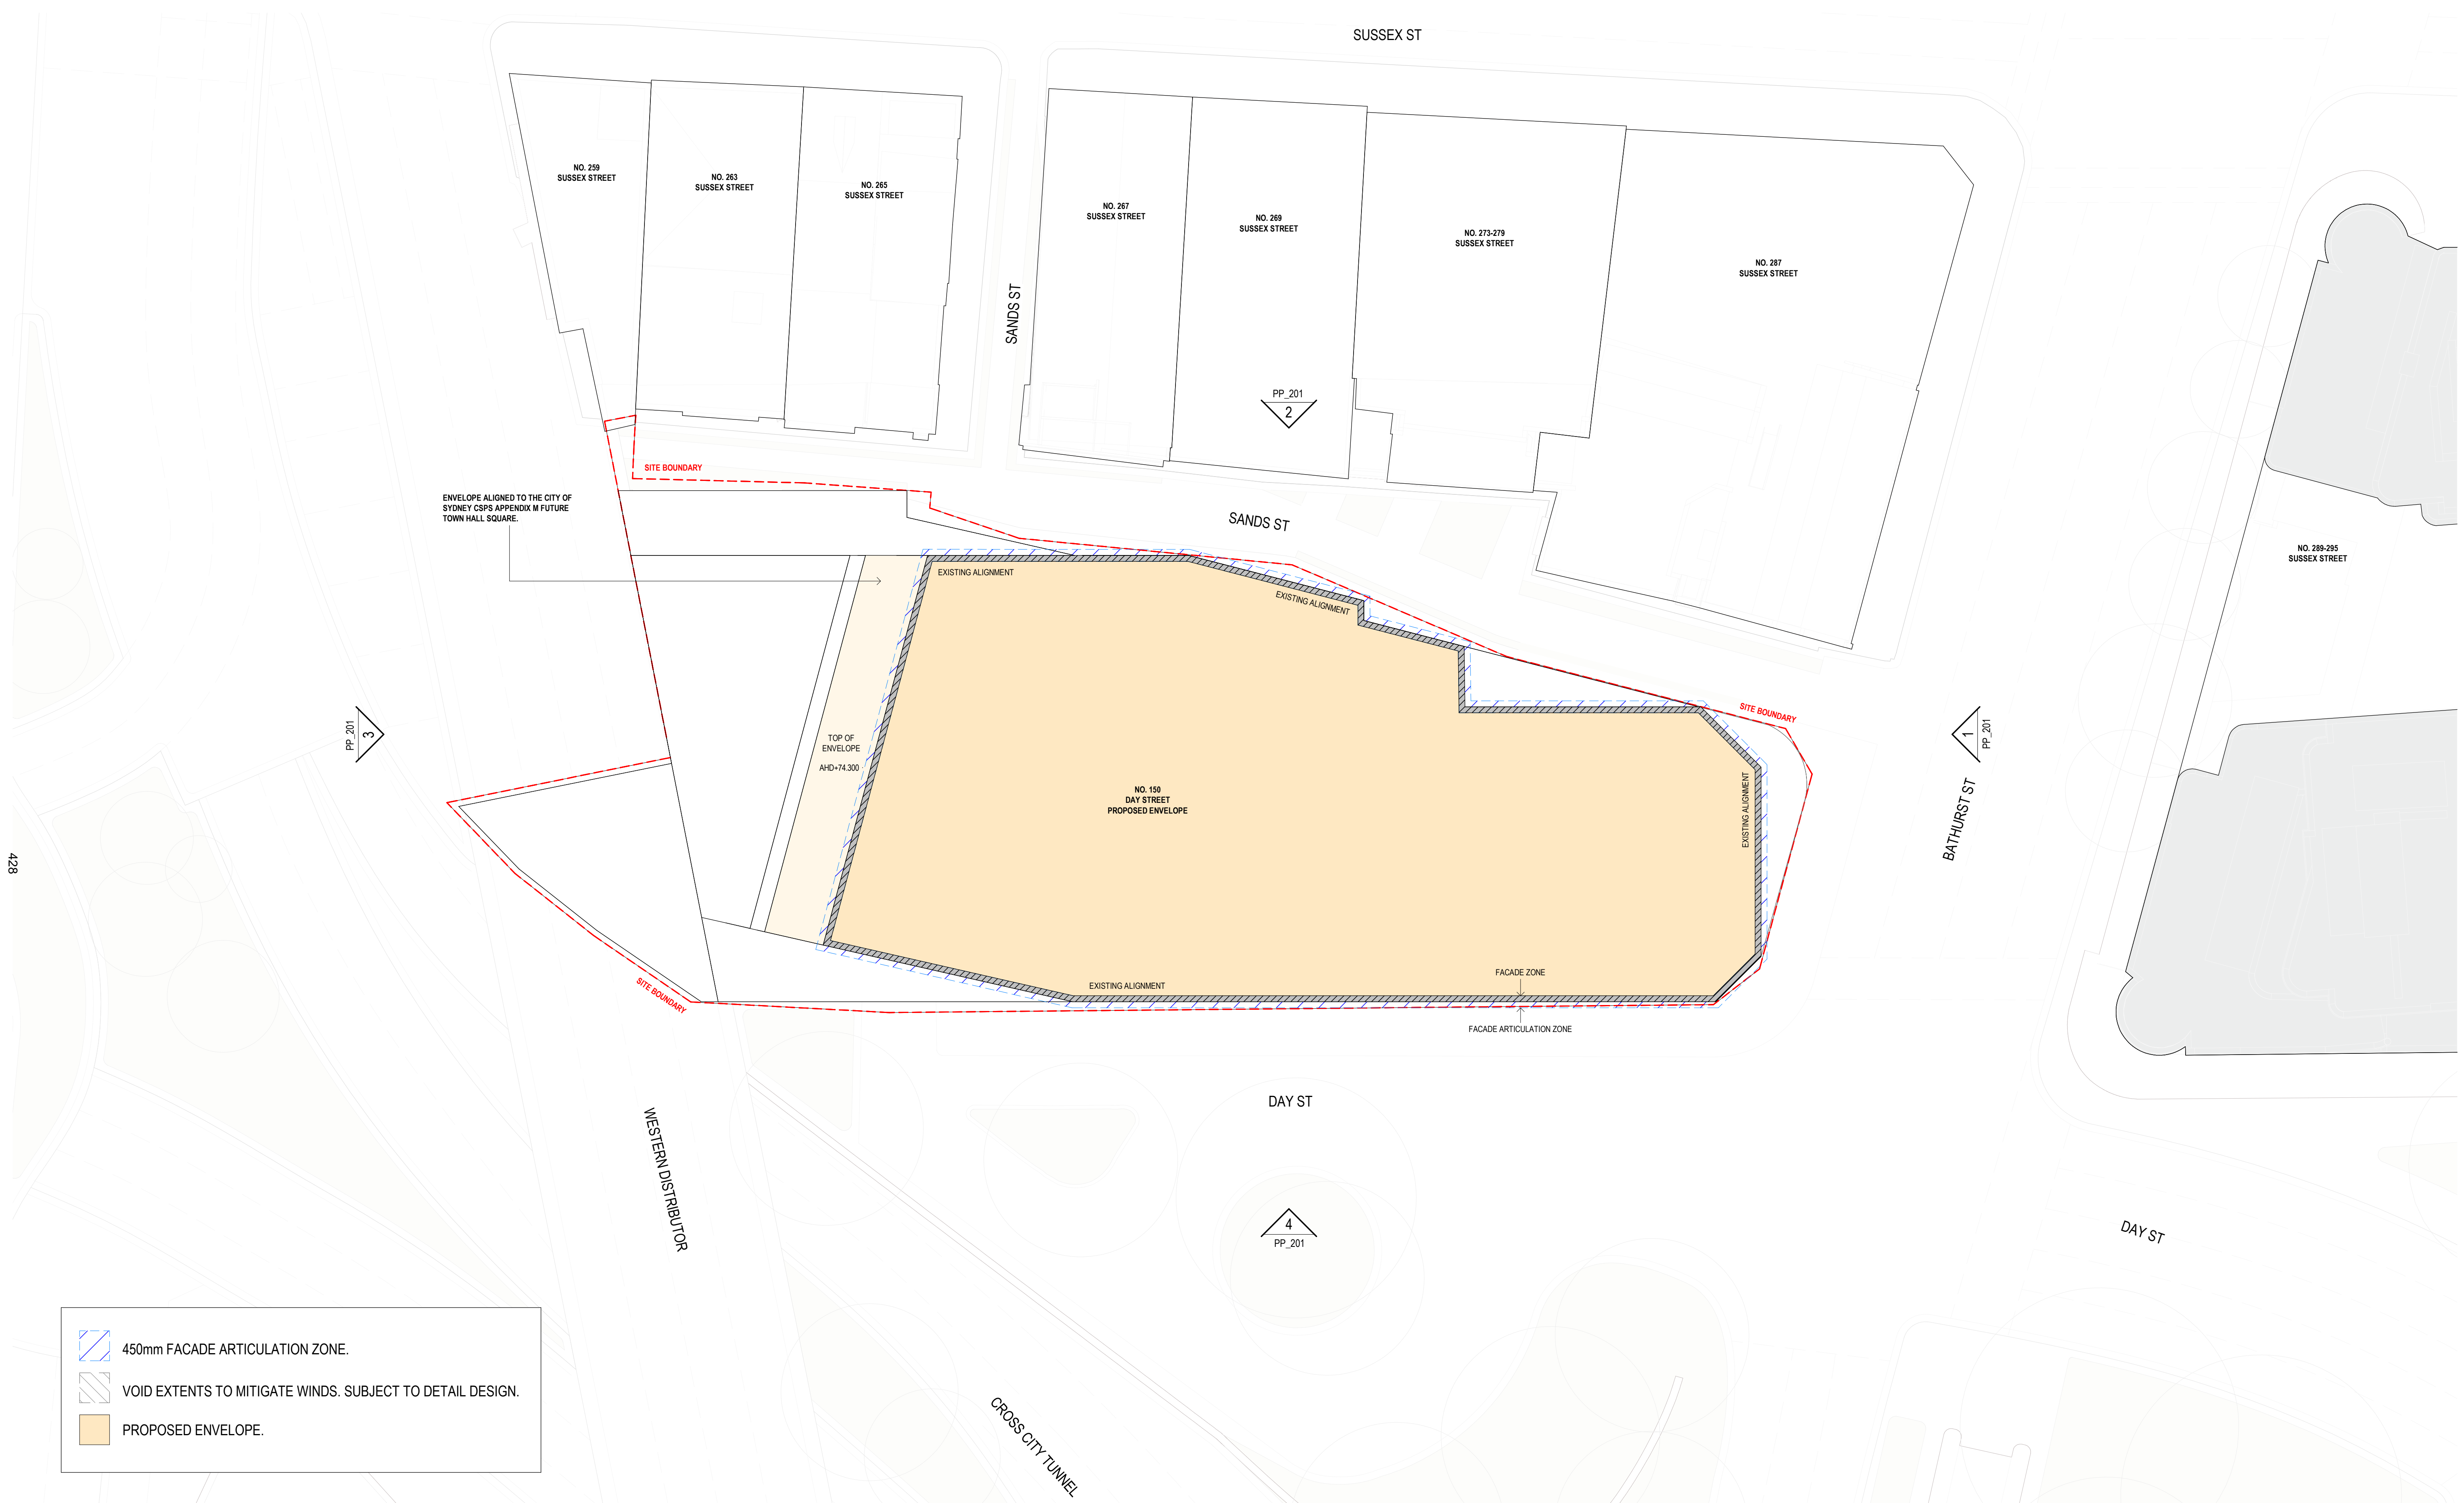 SUSSEX ST
NO. 259
SUSSEX STREET
NO. 263
SUSSEX STREET
NO. 265
SUSSEX STREET
NO. 267
SUSSEX STREET
NO. 269
SUSSEX STREET
NO. 273-279
SUSSEX STREET
NO. 287
SUSSEX STREET
SANDS ST
PP_201
2
SITE BOUNDARY
ENVELOPE ALIGNED TO THE CITY OF
SYDNEY CSPS APPENDIX M FUTURE
TOWN HALL SQUARE.
SANDS ST
NO. 289-295
SUSSEX STREET
EXISTING ALIGNMENT
EXISTING ALIGNMENT
SITE BOUNDARY
PP_201
3
TOP OF
ENVELOPE
AHD+74.300
NO. 150
DAY STREET
PROPOSED ENVELOPE
EXISTING ALIGNMENT
1
PP_201
BATHURST ST
428
SITE BOUNDARY
EXISTING ALIGNMENT
FACADE ZONE
FACADE ARTICULATION ZONE
DAY ST
WESTERN DISTRIBUTOR
4
PP_201
DAY ST
CROSS CITY TUNNEL
450mm FACADE ARTICULATION ZONE.
VOID EXTENTS TO MITIGATE WINDS. SUBJECT TO DETAIL DESIGN.
PROPOSED ENVELOPE.